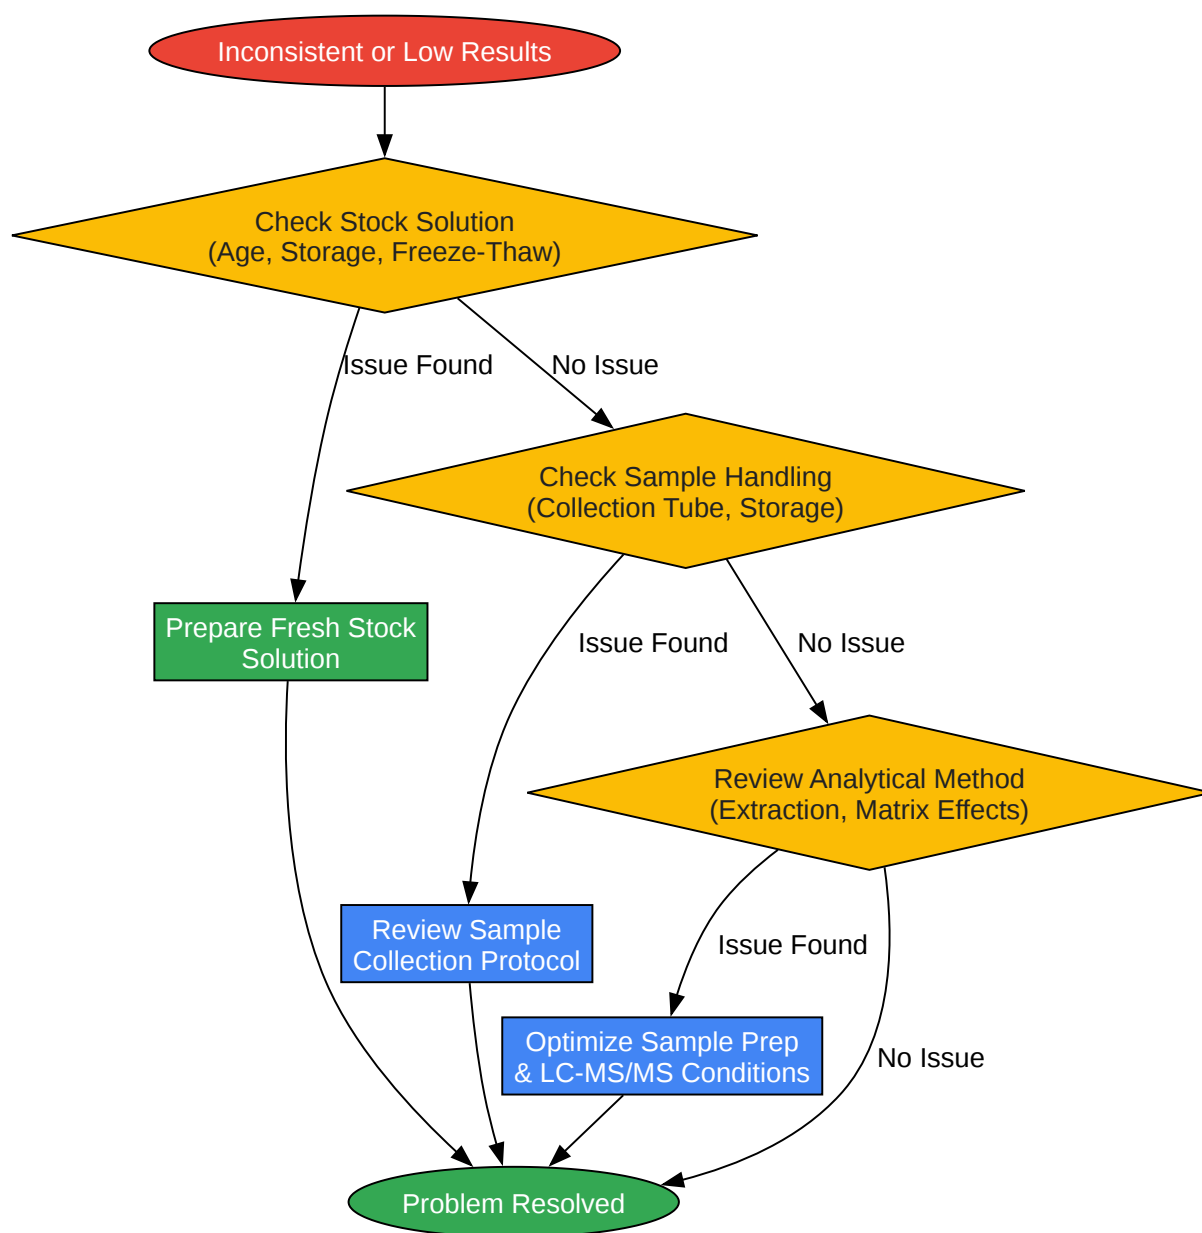 Inconsistent or Low Results
Check Stock Solution
(Age, Storage, Freeze-Thaw)
Issue Found
No Issue
Check Sample Handling
(Collection Tube, Storage)
Prepare Fresh Stock
Solution
Issue Found
No Issue
Review Analytical Method
(Extraction, Matrix Effects)
Review Sample
Collection Protocol
Issue Found
Optimize Sample Prep
& LC-MS/MS Conditions
No Issue
Problem Resolved